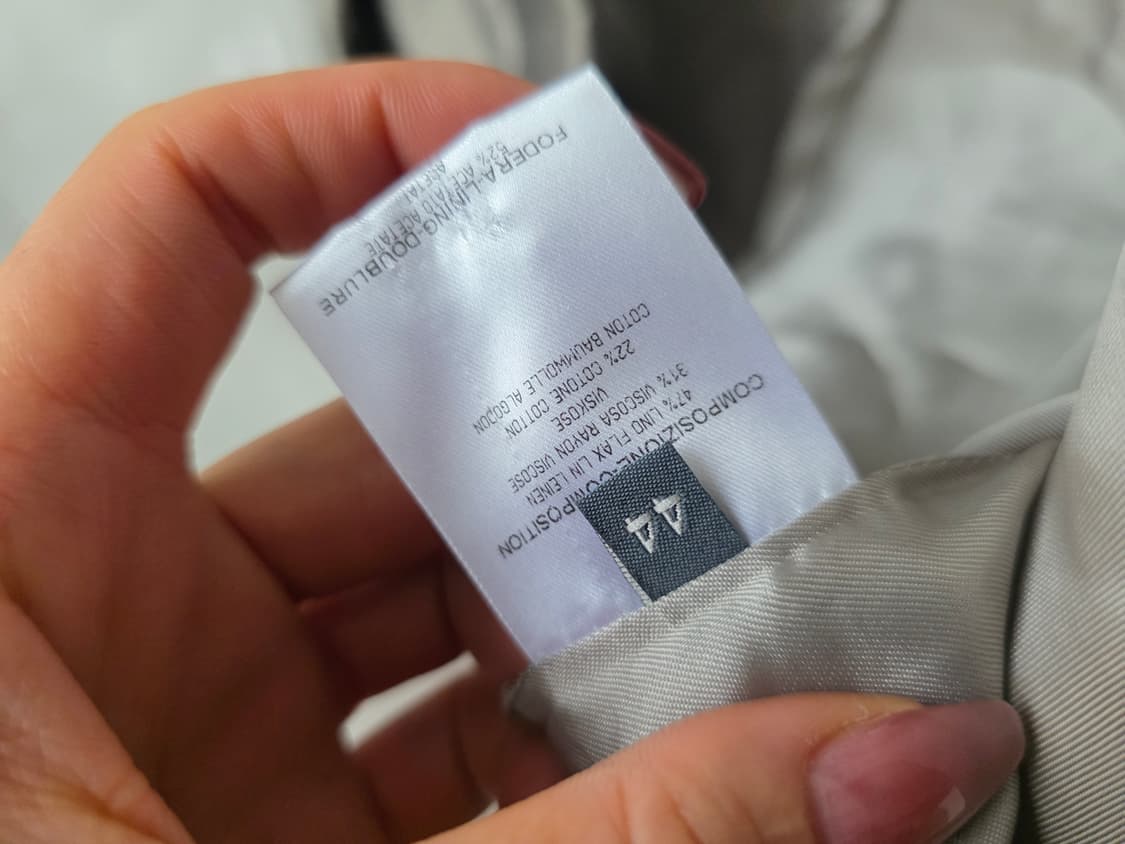 44
COMPOSIZIONE-COMPOSITION
47% LINO FLAX LIN LEINEN
31% VISCOSA RAYON VISCOSE
VISKOSE
22% COTONE COTTON
COTON BAUMWOLLE ALGODON
FODERA-LINING-DOUBLURE
52% ACETATO ACETATE